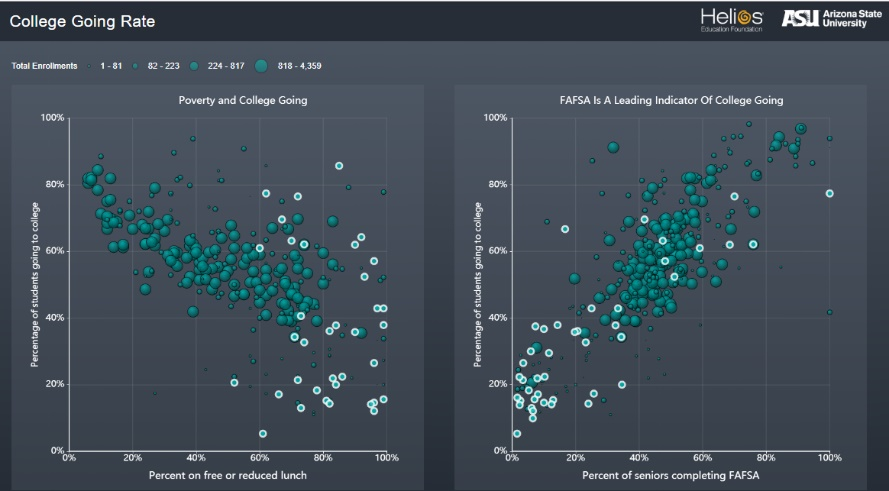 College Going Rate
Helios
Education Foundation
ASU Arizona State
University
Total Enrollments 1 - 81 82 - 223 224 - 817 818 - 4,359
Poverty and College Going
Percentage of students going to college
100%
80%
60%
40%
20%
0%
0% 20% 40% 60% 80% 100%
Percent on free or reduced lunch
FAFSA Is A Leading Indicator Of College Going
Percentage of students going to college
100%
80%
60%
40%
20%
0%
0% 20% 40% 60% 80% 100%
Percent of seniors completing FAFSA